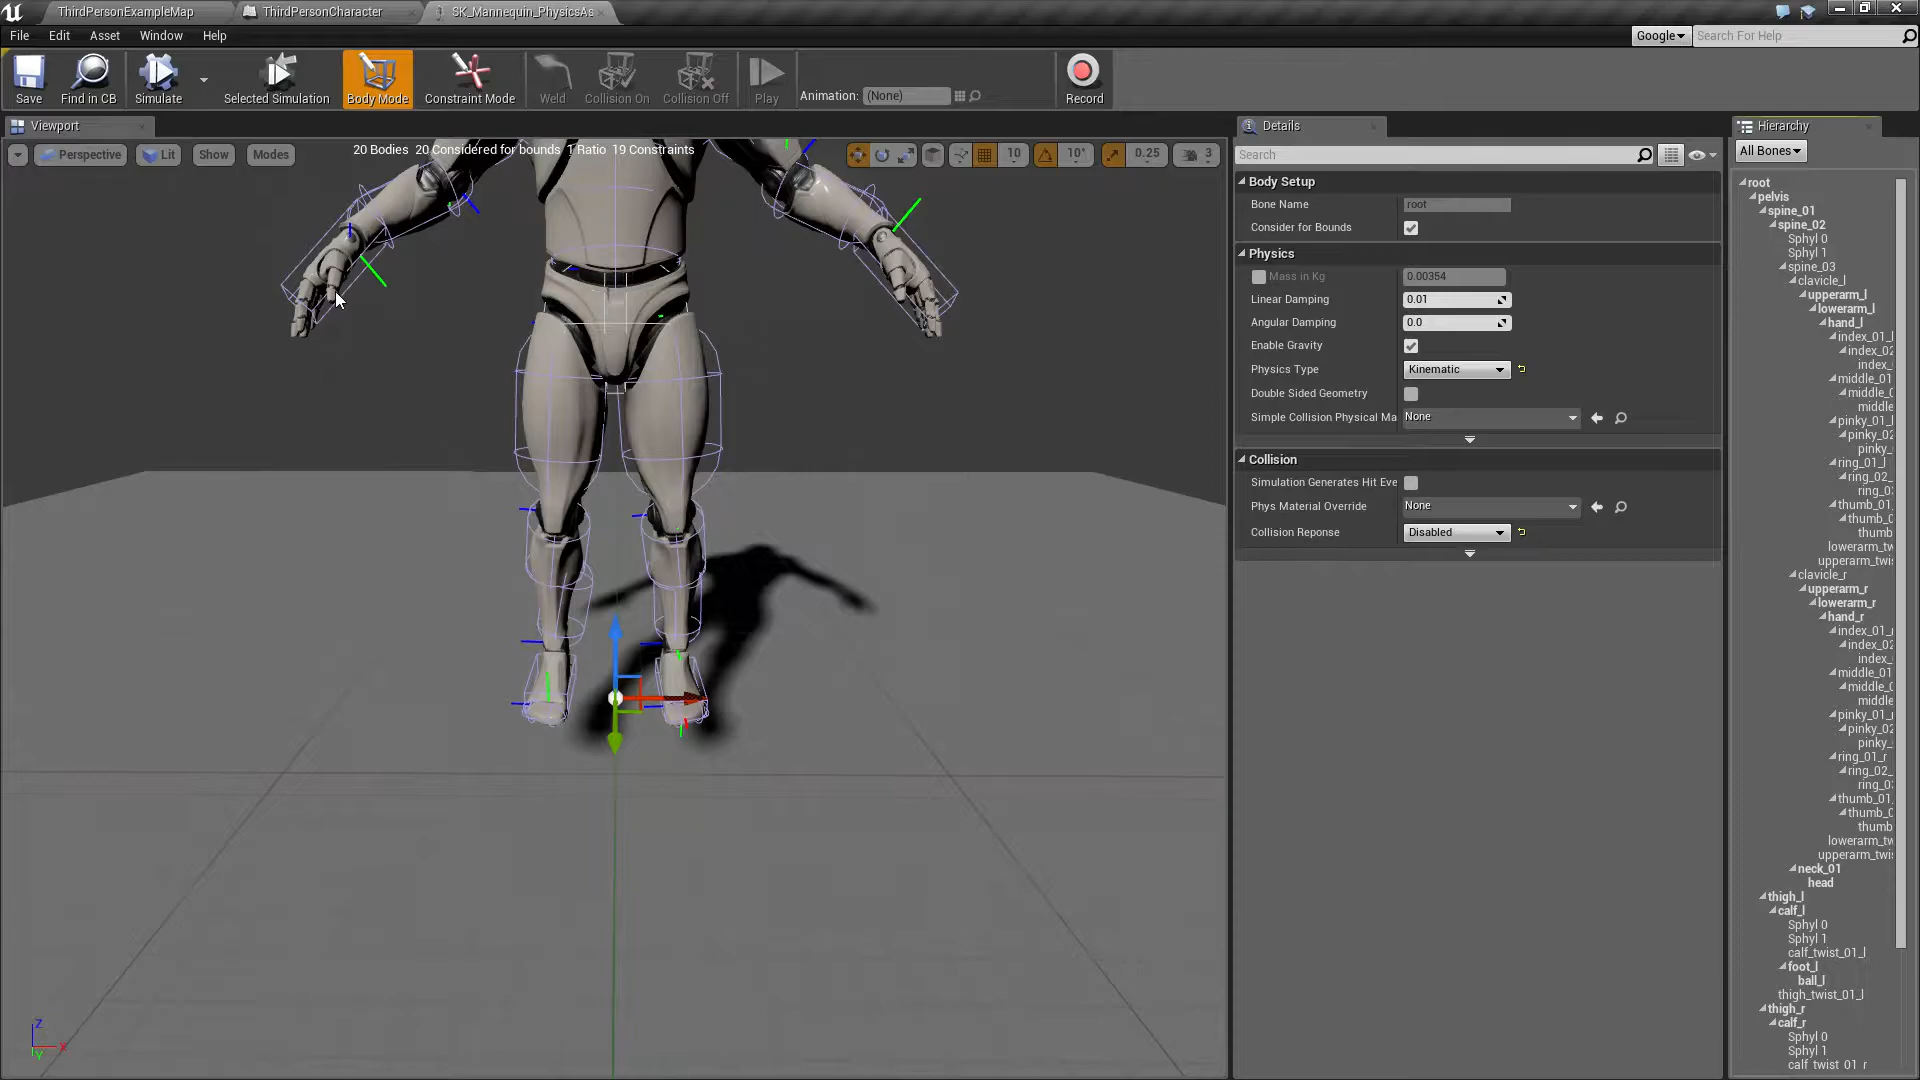 ThirdPersonExampleMap
ThirdPersonCharacter
SK_Mannequin_PhysicsAs
File Edit Asset Window Help
Google
Search For Help
Save
Find in CB
Simulate
Selected Simulation
Body Mode
Constraint Mode
Weld
Collision On
Collision Off
Play
Animation: (None)
Record
Viewport
Perspective
Lit
Show
Modes
20 Bodies 20 Considered for bounds 1 Ratio 19 Constraints
10
10°
0.25
3
Z
X
Y
Details
Search
Body Setup
Bone Name root
Consider for Bounds
Physics
Mass in Kg 0.00354
Linear Damping 0.01
Angular Damping 0.0
Enable Gravity
Physics Type Kinematic
Double Sided Geometry
Simple Collision Physical Ma None
Collision
Simulation Generates Hit Eve
Phys Material Override None
Collision Reponse Disabled
Hierarchy
All Bones
root
pelvis
spine_01
spine_02
Sphyl 0
Sphyl 1
spine_03
clavicle_l
upperarm_l
lowerarm_l
hand_l
index_01_l
index_02
index_
middle_01
middle_0
middle
pinky_01_l
pinky_02
pinky_
ring_01_l
ring_02_
ring_03
thumb_01_
thumb_0
thumb
lowerarm_tw
upperarm_twis
clavicle_r
upperarm_r
lowerarm_r
hand_r
index_01_r
index_02
index_
middle_01
middle_0
middle
pinky_01_r
pinky_02
pinky_
ring_01_r
ring_02_
ring_03
thumb_01_
thumb_0
thumb
lowerarm_tw
upperarm_twis
neck_01
head
thigh_l
calf_l
Sphyl 0
Sphyl 1
calf_twist_01_l
foot_l
ball_l
thigh_twist_01_l
thigh_r
calf_r
Sphyl 0
Sphyl 1
calf_twist_01_r